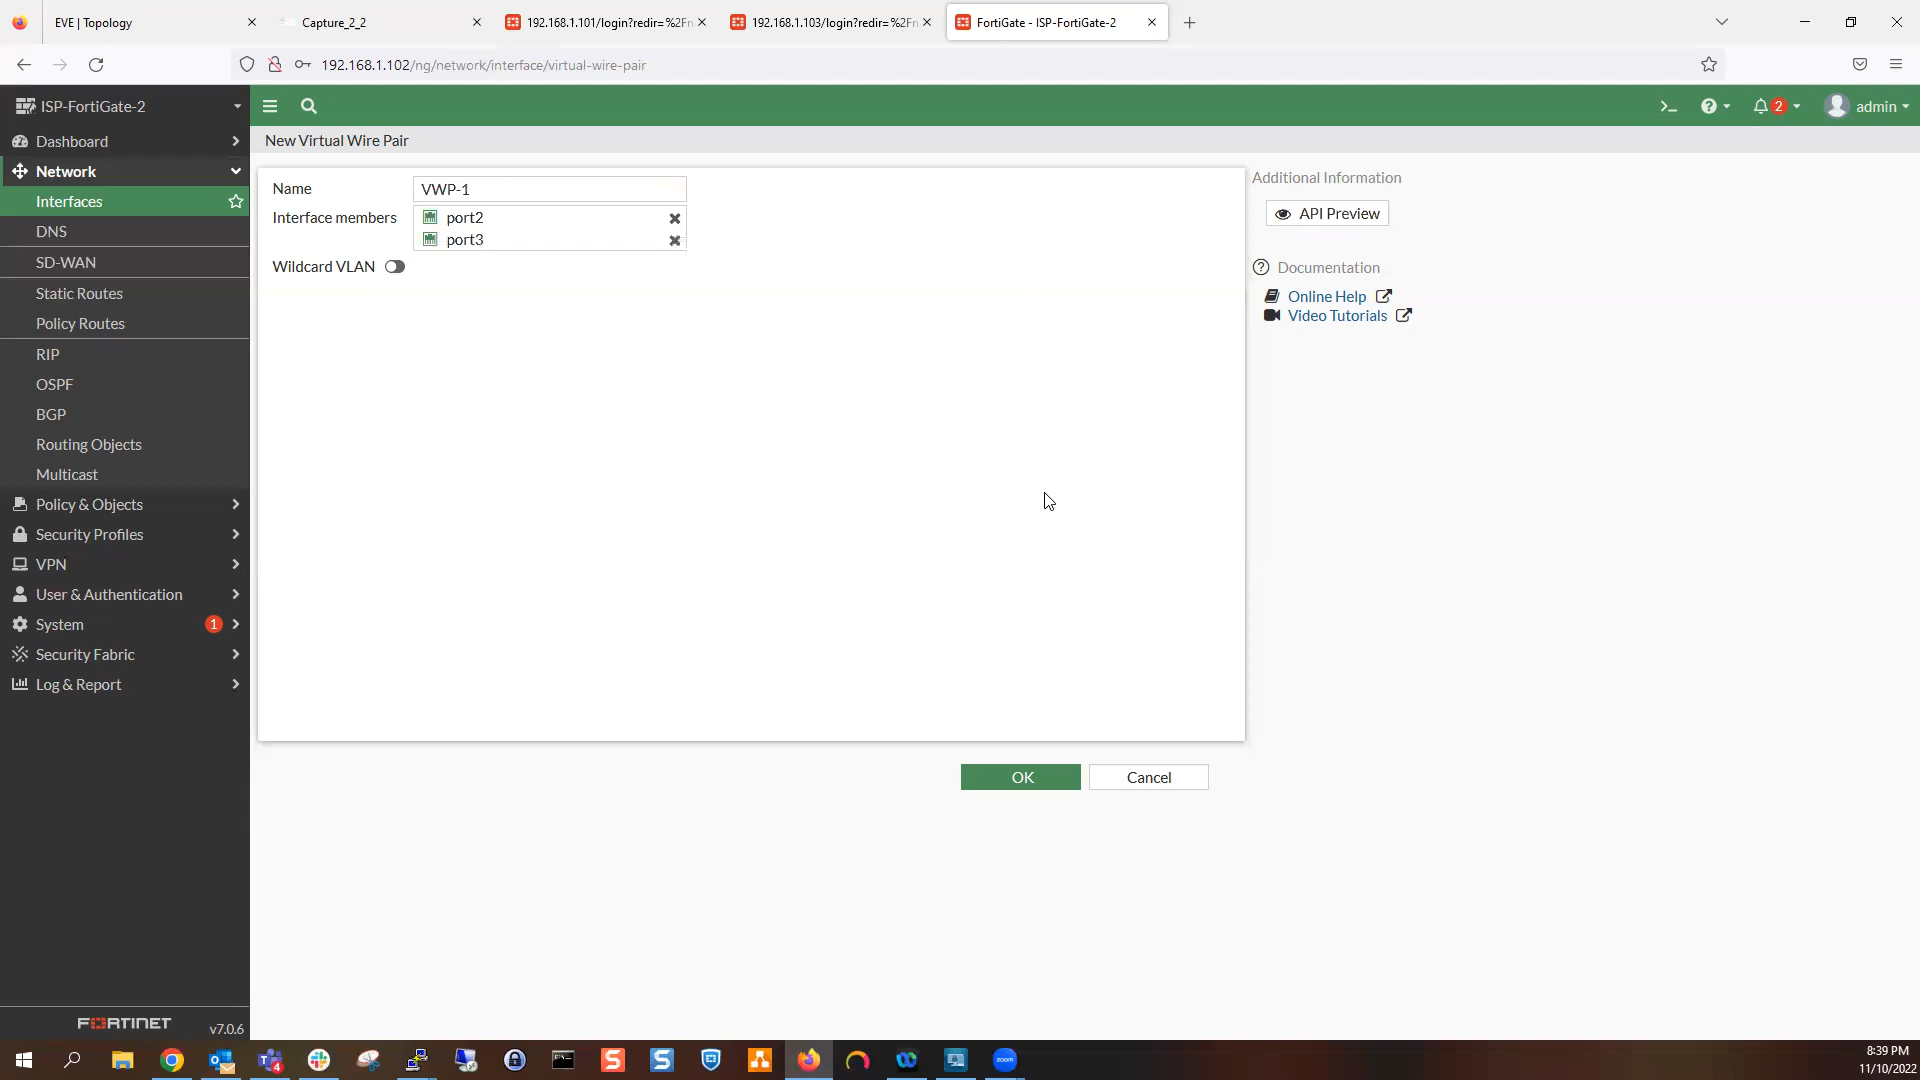 EVE | Topology
Capture_2_2
192.168.1.101/login?redir=%2Fn
192.168.1.103/login?redir=%2Fn
FortiGate - ISP-FortiGate-2
192.168.1.102/ng/network/interface/virtual-wire-pair
ISP-FortiGate-2
2
admin
Dashboard
Network
Interfaces
DNS
SD-WAN
Static Routes
Policy Routes
RIP
OSPF
BGP
Routing Objects
Multicast
Policy & Objects
Security Profiles
VPN
User & Authentication
System
1
Security Fabric
Log & Report
FORTINET
v7.0.6
New Virtual Wire Pair
Name
VWP-1
Interface members
port2
port3
Wildcard VLAN
OK
Cancel
Additional Information
API Preview
Documentation
Online Help
Video Tutorials
4
zoom
8:39 PM
11/10/2022